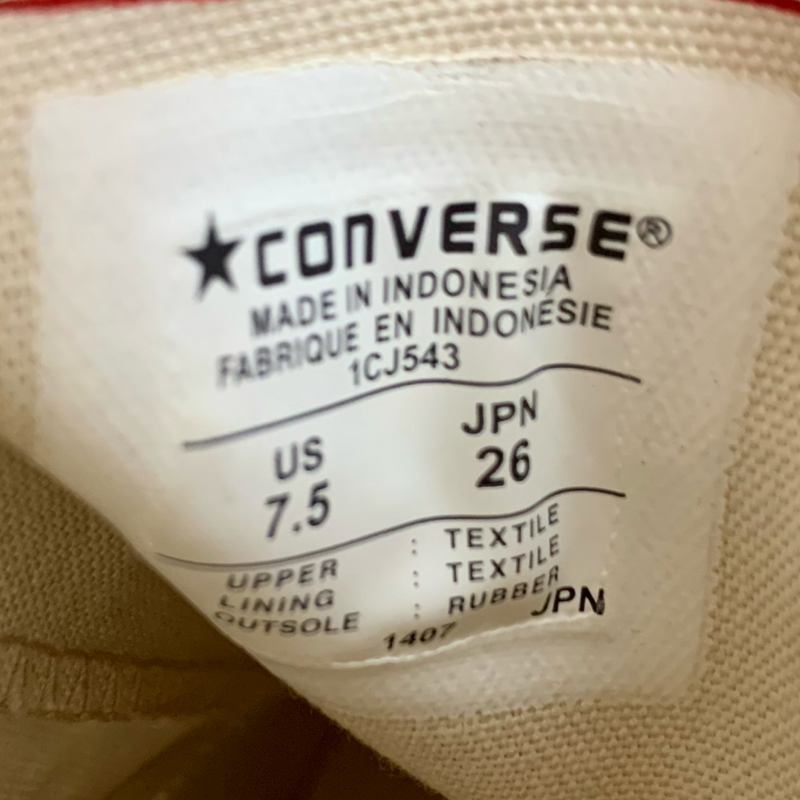 ★CONVERSE®
MADE IN INDONESIA
FABRIQUE EN INDONÉSIE
1CJ543
US JPN
7.5 26
UPPER : TEXTILE
LINING : TEXTILE
OUTSOLE : RUBBER
1407 JPN